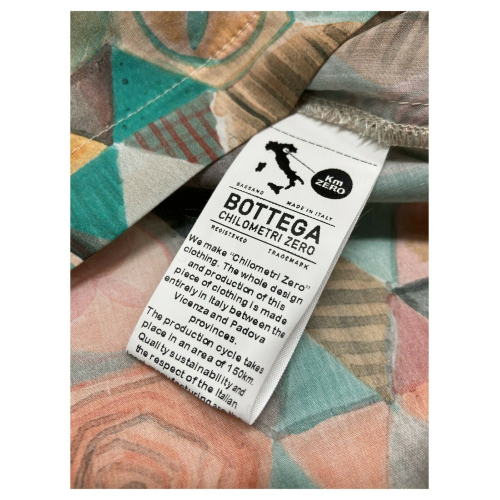 Km
ZERO
BASSANO MADE IN ITALY
BOTTEGA
CHILOMETRI ZERO
REGISTERED TRADEMARK
We make "Chilometri Zero"
clothing. The whole design
and production of this
piece of clothing is made
entirely in Italy between the
Vicenza and Padova
provinces.
The production cycle takes
place in an area of 150km.
Quality sustainability and
the respect of the Italian